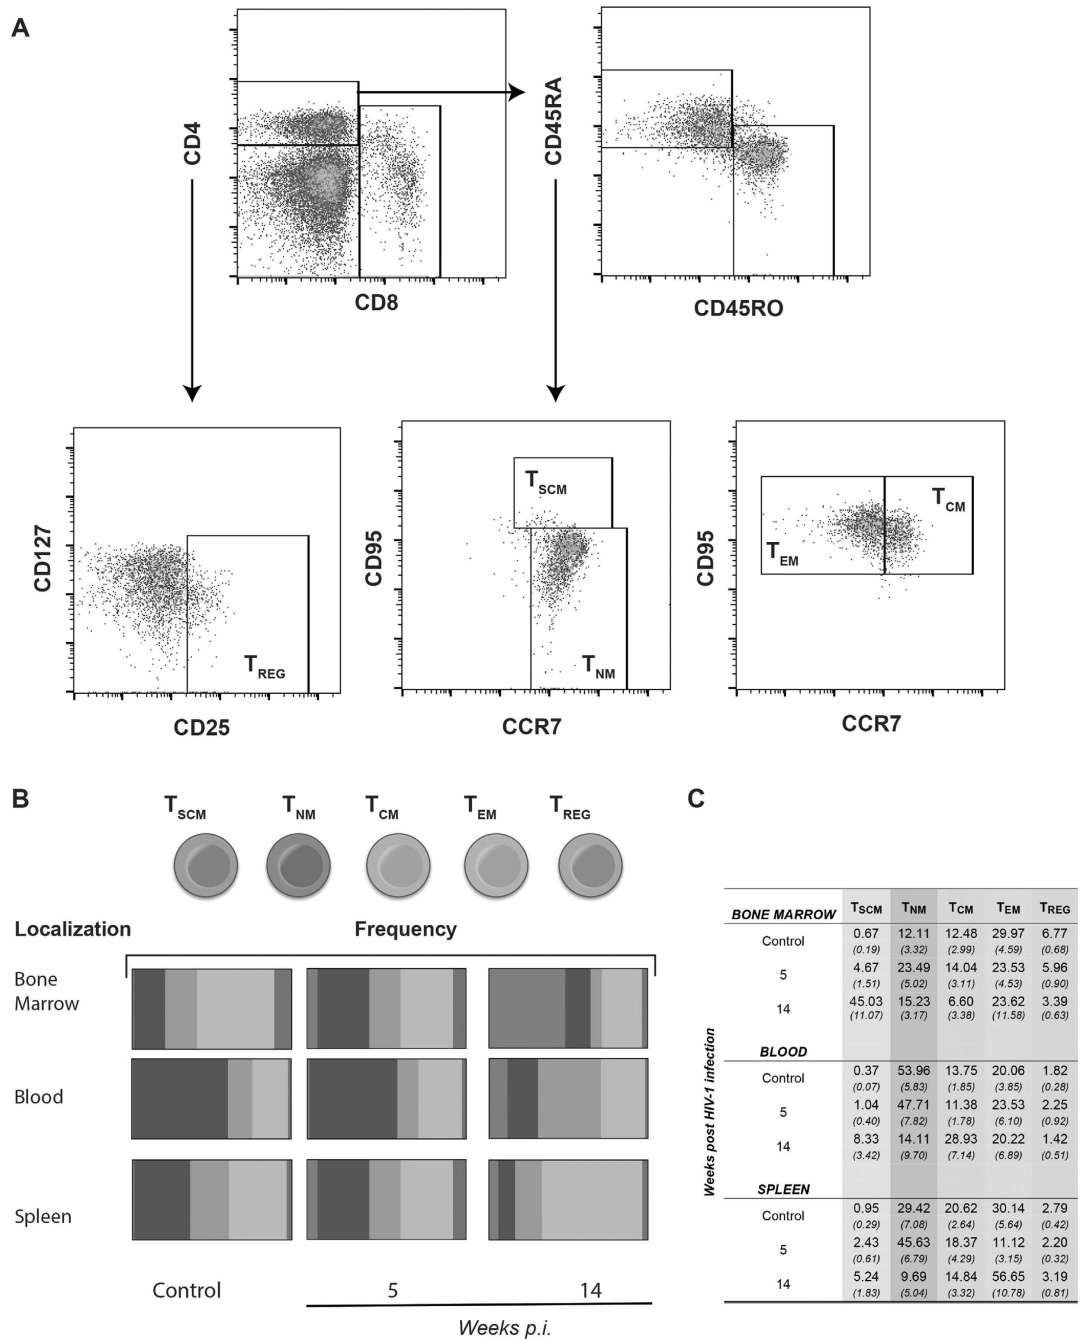 A
CD4
CD8
CD45RA
CD45RO
CD127
CD25
TREG
CD95
CCR7
TSCM
TNM
CD95
CCR7
TCM
TEM
B
TSCM TNM TCM TEM TREG
Localization Frequency
Bone
Marrow
Blood
Spleen
Control 5 14
Weeks p.i.
C
Weeks post HIV-1 infection
BONE MARROW TSCM TNM TCM TEM TREG
Control 0.67 12.11 12.48 29.97 6.77
(0.19) (3.32) (2.99) (4.59) (0.68)
5 4.67 23.49 14.04 23.53 5.96
(1.51) (5.02) (3.11) (4.53) (0.90)
14 45.03 15.23 6.60 23.62 3.39
(11.07) (3.17) (3.38) (11.58) (0.63)
BLOOD
Control 0.37 53.96 13.75 20.06 1.82
(0.07) (5.83) (1.85) (3.85) (0.28)
5 1.04 47.71 11.38 23.53 2.25
(0.40) (7.82) (1.78) (6.10) (0.92)
14 8.33 14.11 28.93 20.22 1.42
(3.42) (9.70) (7.14) (6.89) (0.51)
SPLEEN
Control 0.95 29.42 20.62 30.14 2.79
(0.29) (7.08) (2.64) (5.64) (0.42)
5 2.43 45.63 18.37 11.12 2.20
(0.61) (6.79) (4.29) (3.15) (0.32)
14 5.24 9.69 14.84 56.65 3.19
(1.83) (5.04) (3.32) (10.78) (0.81)